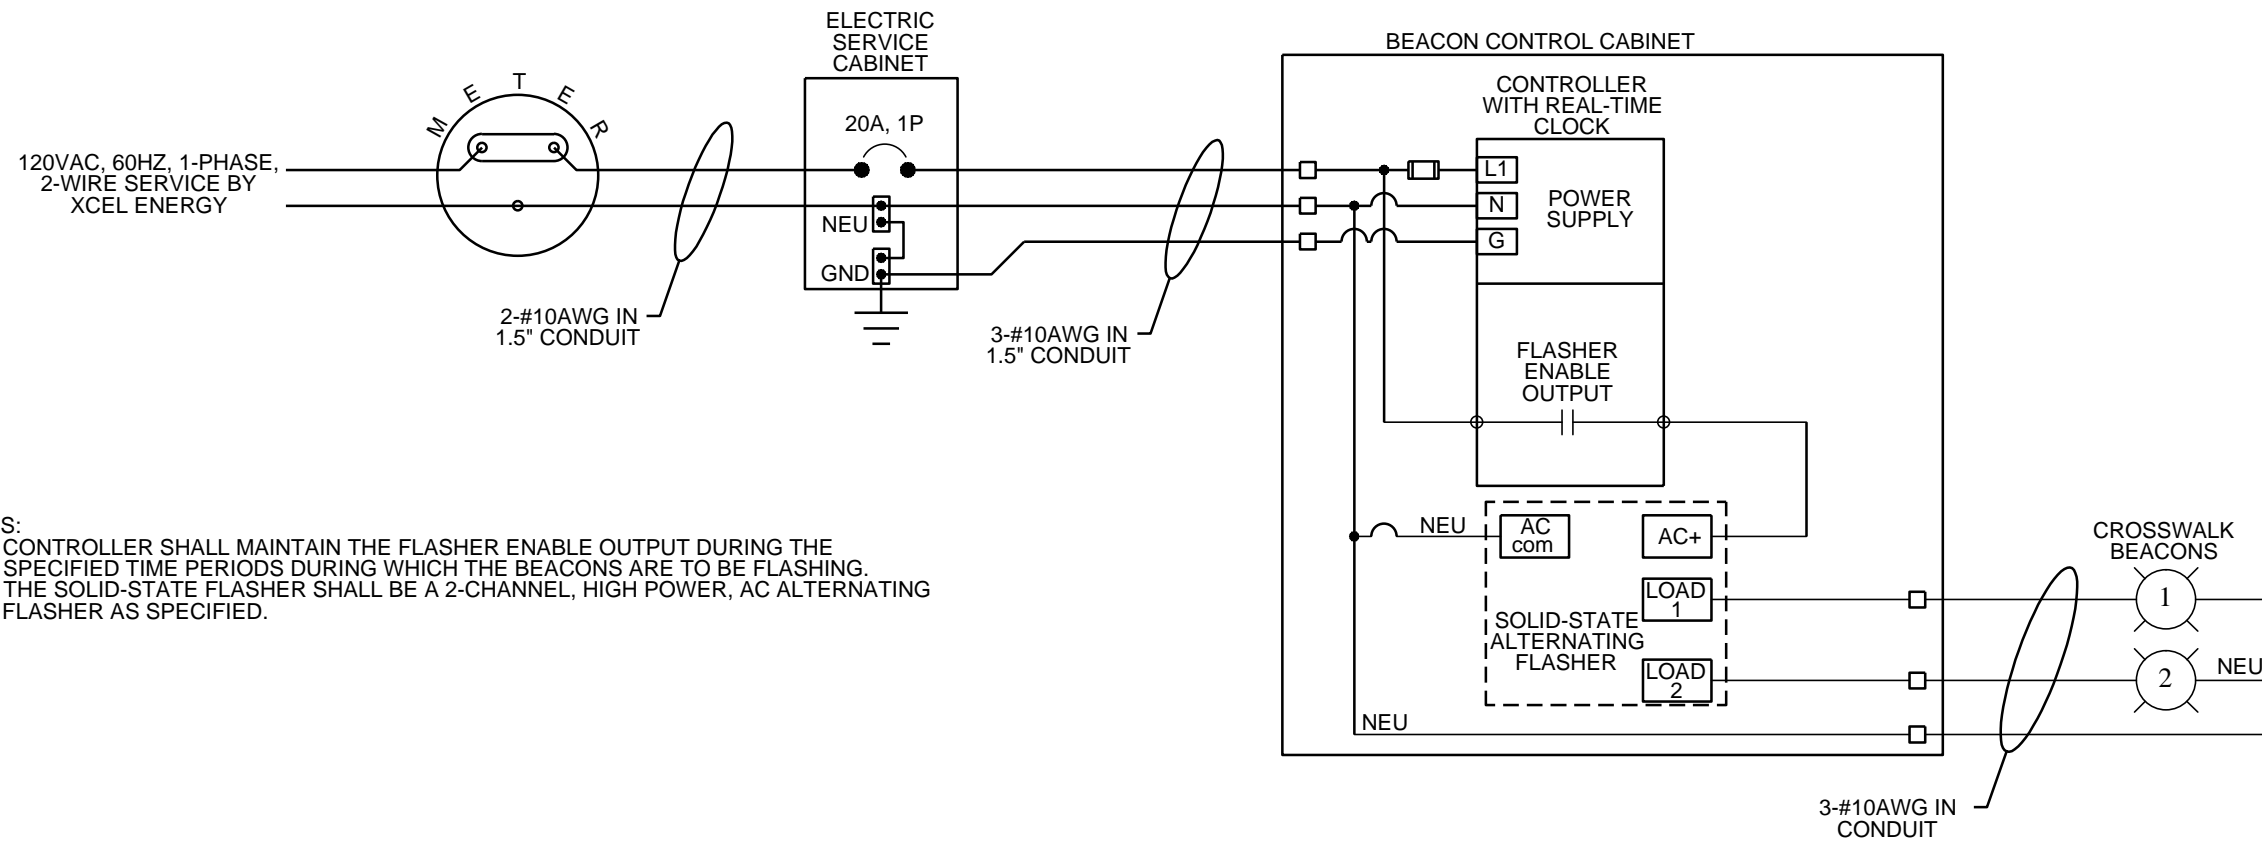 ELECTRIC
SERVICE
CABINET
BEACON CONTROL CABINET
METER
20A, 1P
CONTROLLER
WITH REAL-TIME
CLOCK
120VAC, 60HZ, 1-PHASE,
2-WIRE SERVICE BY
XCEL ENERGY
L1
N
G
POWER
SUPPLY
NEU
GND
2-#10AWG IN
1.5" CONDUIT
3-#10AWG IN
1.5" CONDUIT
FLASHER
ENABLE
OUTPUT
S:
CONTROLLER SHALL MAINTAIN THE FLASHER ENABLE OUTPUT DURING THE
SPECIFIED TIME PERIODS DURING WHICH THE BEACONS ARE TO BE FLASHING.
THE SOLID-STATE FLASHER SHALL BE A 2-CHANNEL, HIGH POWER, AC ALTERNATING
FLASHER AS SPECIFIED.
NEU
AC
com
AC+
LOAD
1
SOLID-STATE
ALTERNATING
FLASHER
LOAD
2
NEU
CROSSWALK
BEACONS
1
2
NEU
3-#10AWG IN
CONDUIT